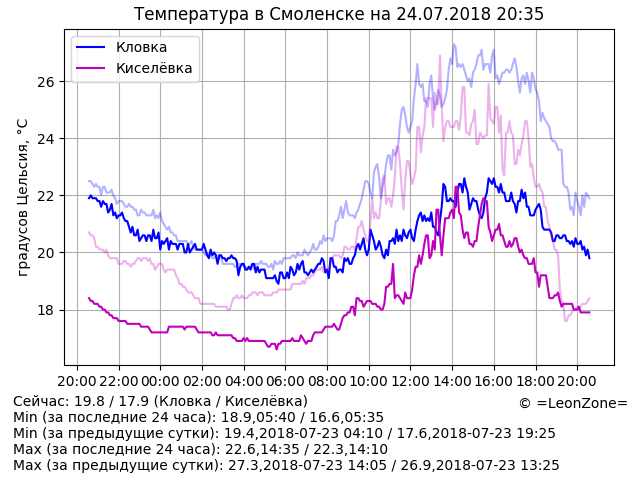 Температура в Смоленске на 24.07.2018 20:35
Кловка
Киселёвка
градусов Цельсия, °C
26
24
22
20
18
20:00 22:00 00:00 02:00 04:00 06:00 08:00 10:00 12:00 14:00 16:00 18:00 20:00
Сейчас: 19.8 / 17.9 (Кловка / Киселёвка)
© =LeonZone=
Min (за последние 24 часа): 18.9,05:40 / 16.6,05:35
Min (за предыдущие сутки): 19.4,2018-07-23 04:10 / 17.6,2018-07-23 19:25
Max (за последние 24 часа): 22.6,14:35 / 22.3,14:10
Max (за предыдущие сутки): 27.3,2018-07-23 14:05 / 26.9,2018-07-23 13:25